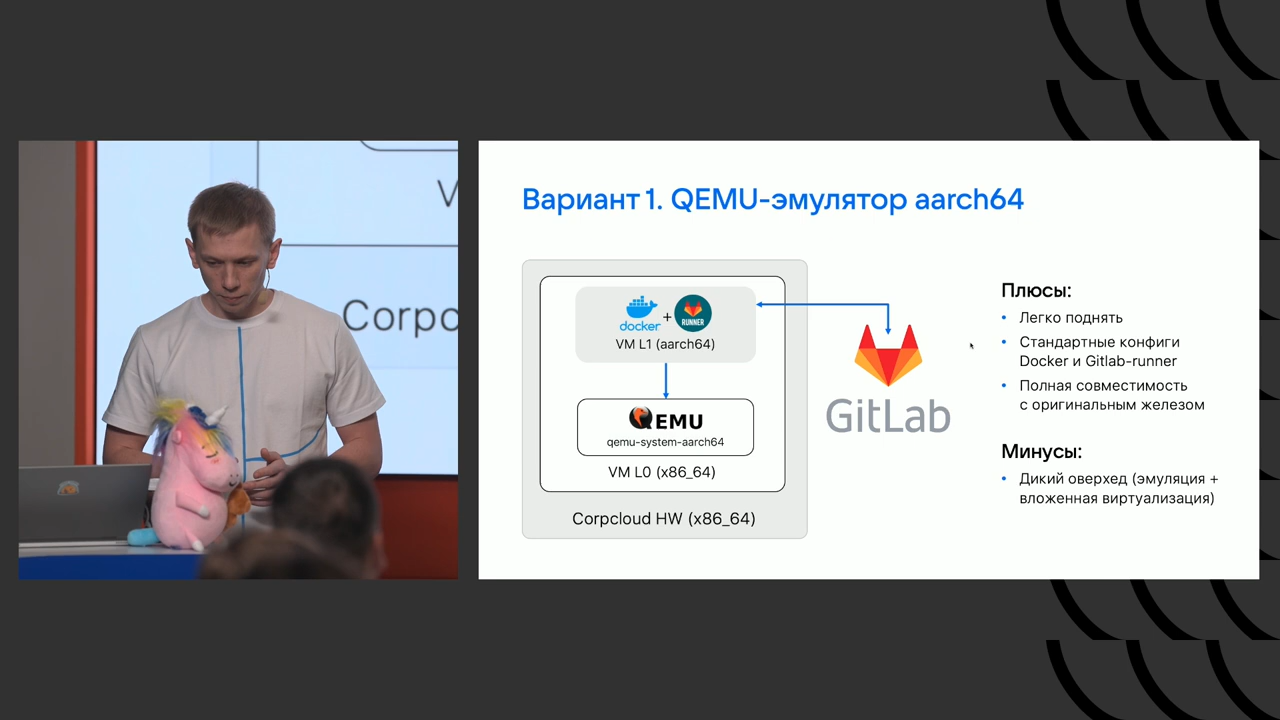 V
Corpc
Вариант 1. QEMU-эмулятор aarch64
docker + RUNNER
VM L1 (aarch64)
QEMU
qemu-system-aarch64
VM L0 (x86_64)
Corpcloud HW (x86_64)
GitLab
Плюсы:
• Легко поднять
• Стандартные конфиги
Docker и Gitlab-runner
• Полная совместимость
с оригинальным железом
Минусы:
• Дикий оверхед (эмуляция +
вложенная виртуализация)